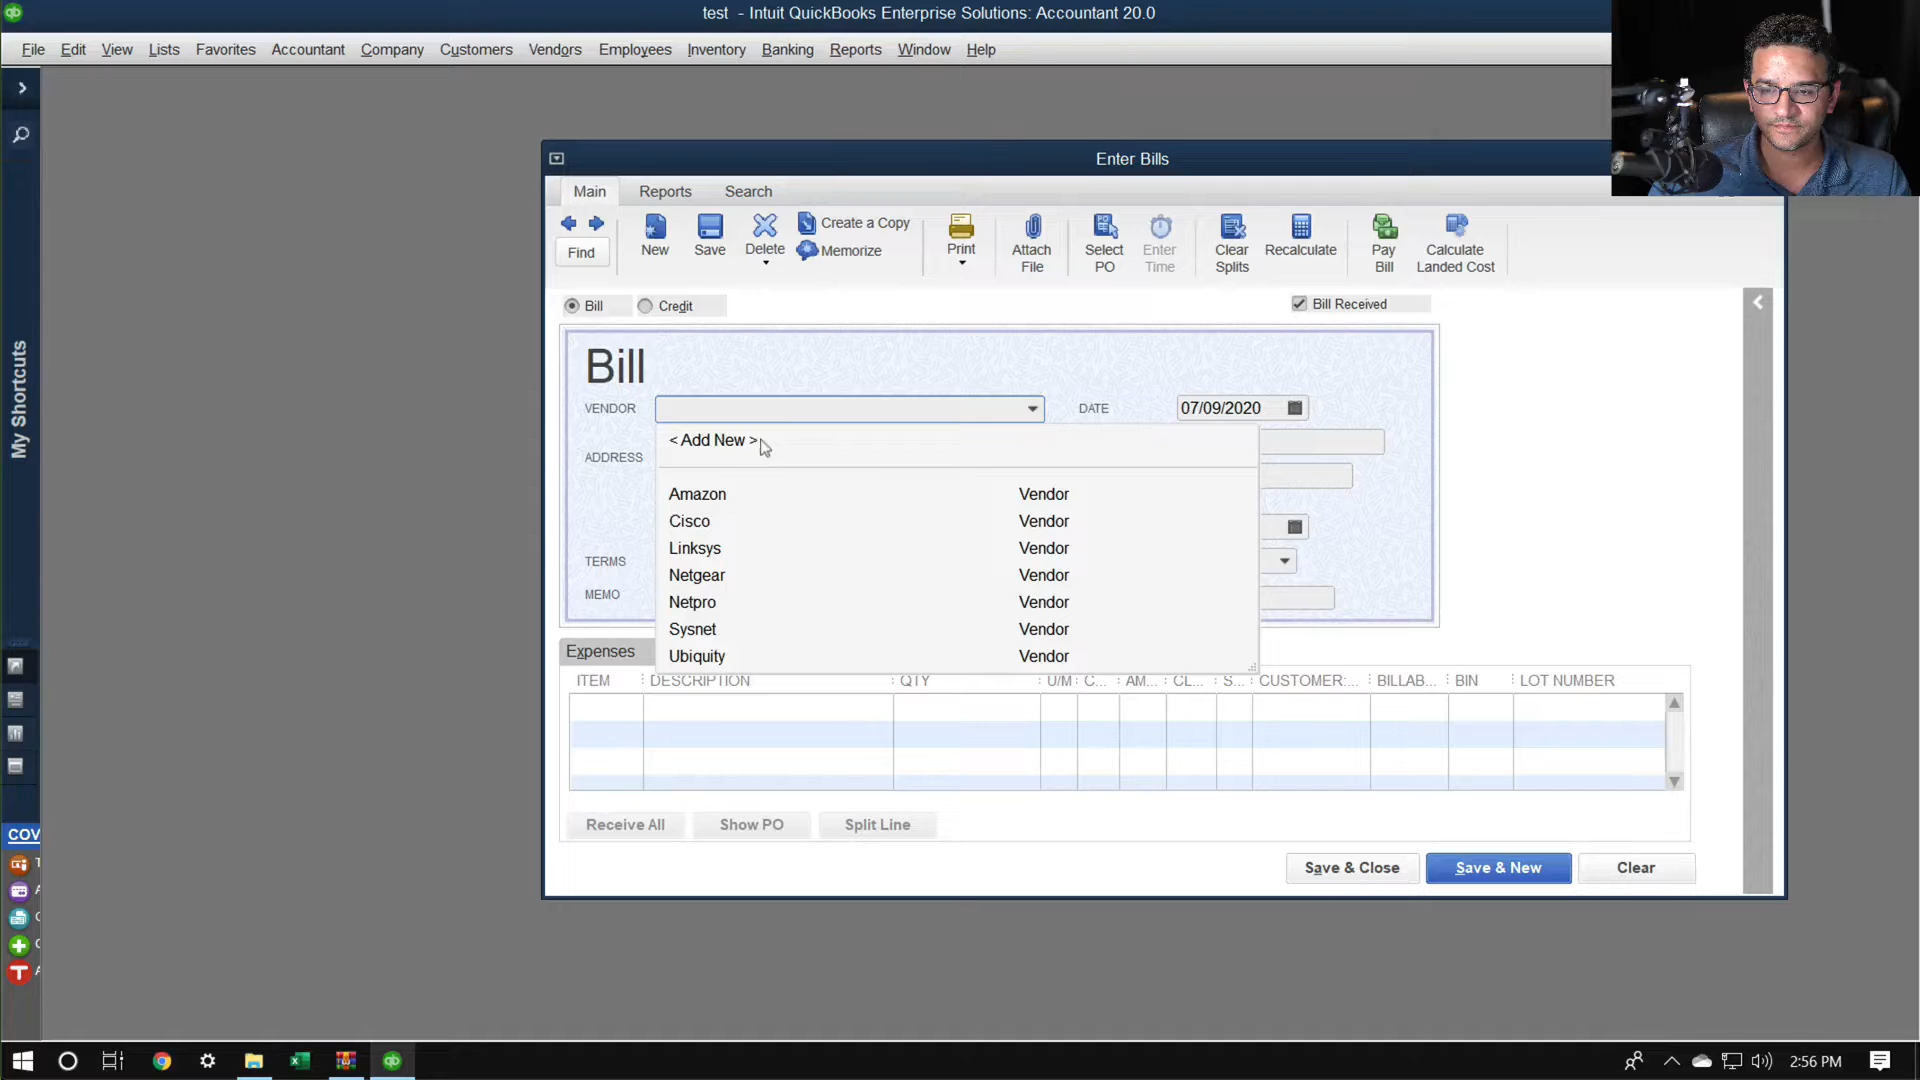 test - Intuit QuickBooks Enterprise Solutions: Accountant 20.0
File Edit View Lists Favorites Accountant Company Customers Vendors Employees Inventory Banking Reports Window Help
Enter Bills
Main Reports Search
Find New Save Delete Create a Copy Memorize Print Attach File Select PO Enter Time Clear Splits Recalculate Pay Bill Calculate Landed Cost
Bill Credit Bill Received
Bill
VENDOR DATE 07/09/2020
< Add New >
ADDRESS
Amazon Vendor
Cisco Vendor
Linksys Vendor
TERMS
Netgear Vendor
MEMO
Netpro Vendor
Sysnet Vendor
Expenses
Ubiquity Vendor
ITEM DESCRIPTION QTY U/M C... AM... CL... S... CUSTOMER:... BILLAB... BIN LOT NUMBER
Receive All Show PO Split Line
Save & Close Save & New Clear
My Shortcuts
COV
2:56 PM